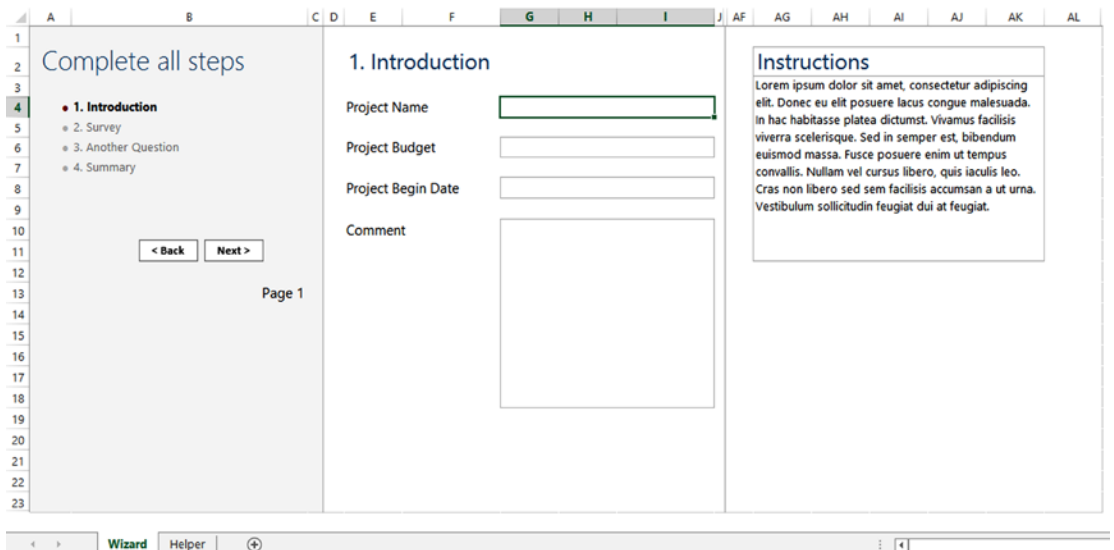 A B C D E F G H I J AF AG AH AI AJ AK AL
1
2
3
4
5
6
7
8
9
10
11
12
13
14
15
16
17
18
19
20
21
22
23
Complete all steps
• 1. Introduction
• 2. Survey
• 3. Another Question
• 4. Summary
< Back Next >
Page 1
1. Introduction
Project Name
Project Budget
Project Begin Date
Comment
Instructions
Lorem ipsum dolor sit amet, consectetur adipiscing
elit. Donec eu elit posuere lacus congue malesuada.
In hac habitasse platea dictumst. Vivamus facilisis
viverra scelerisque. Sed in semper est, bibendum
euismod massa. Fusce posuere enim ut tempus
convallis. Nullam vel cursus libero, quis iaculis leo.
Cras non libero sed sem facilisis accumsan a ut urna.
Vestibulum sollicitudin feugiat dui at feugiat.
Wizard Helper